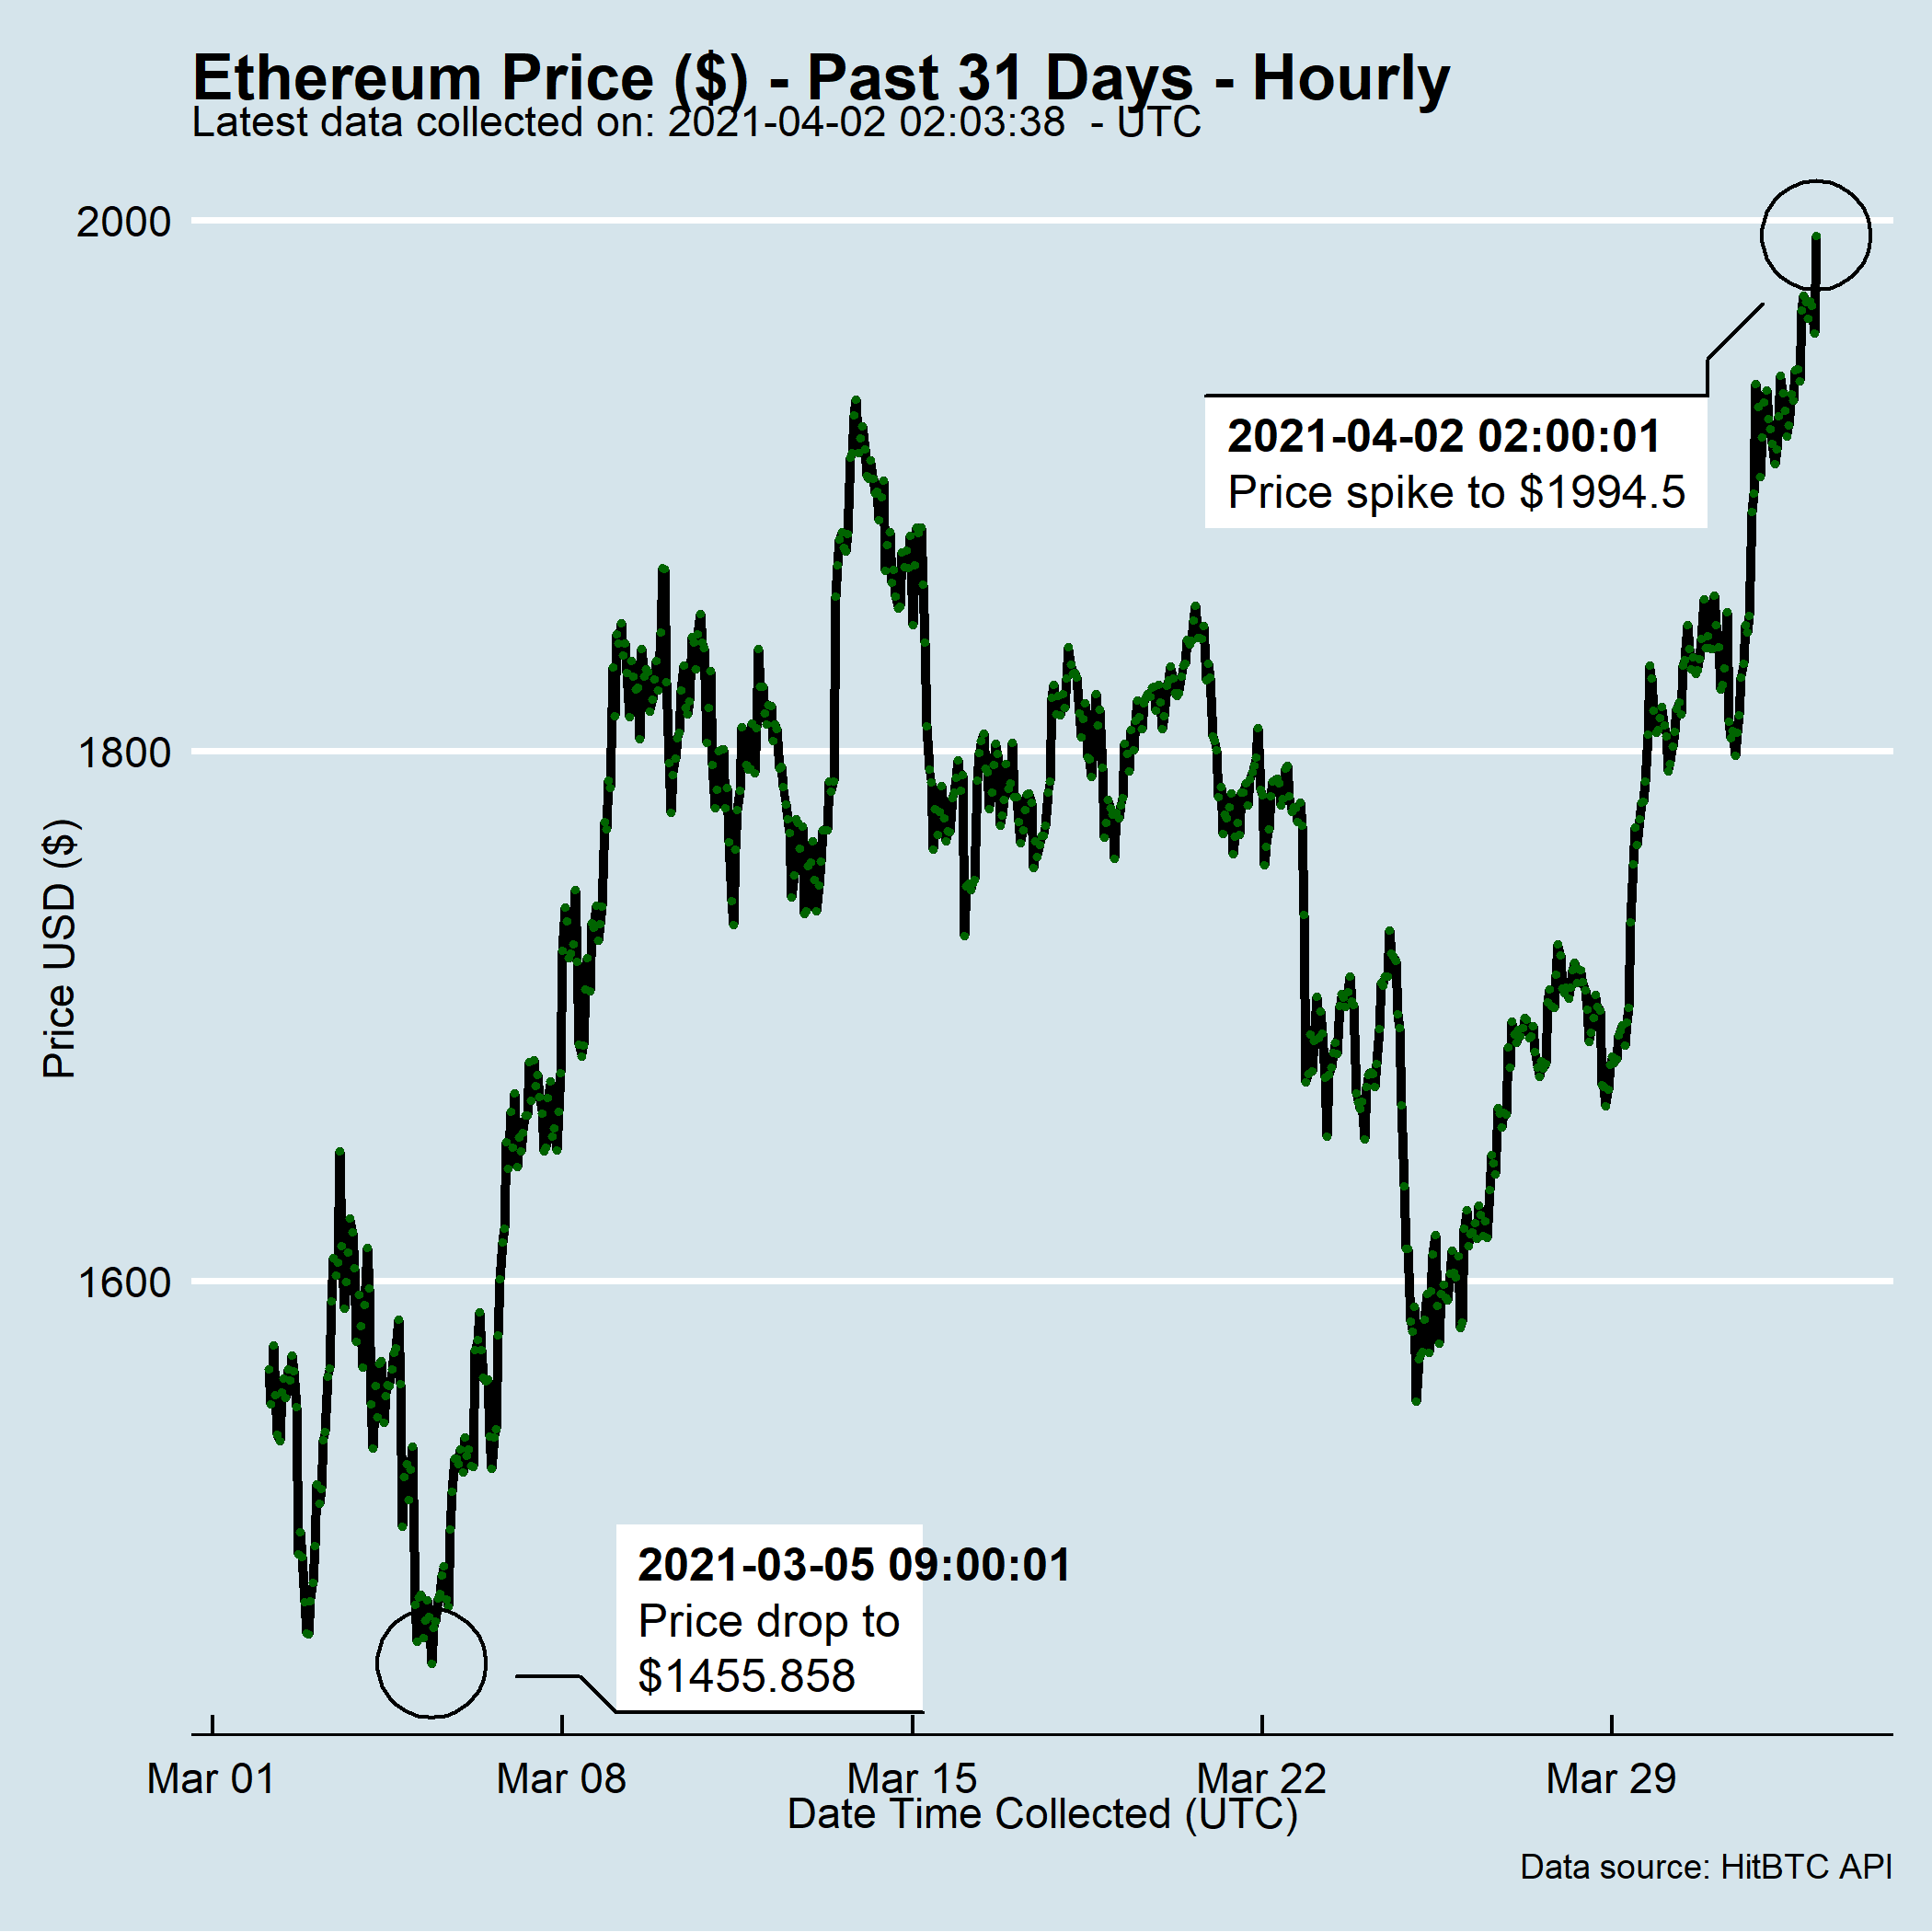 Ethereum Price ($) - Past 31 Days - Hourly
Latest data collected on: 2021-04-02 02:03:38  - UTC
2000
2021-04-02 02:00:01
Price spike to $1994.5
1800
Price USD ($)
1600
2021-03-05 09:00:01
Price drop to
$1455.858
Mar 01 Mar 08 Mar 15 Mar 22 Mar 29
Date Time Collected (UTC)
Data source: HitBTC API